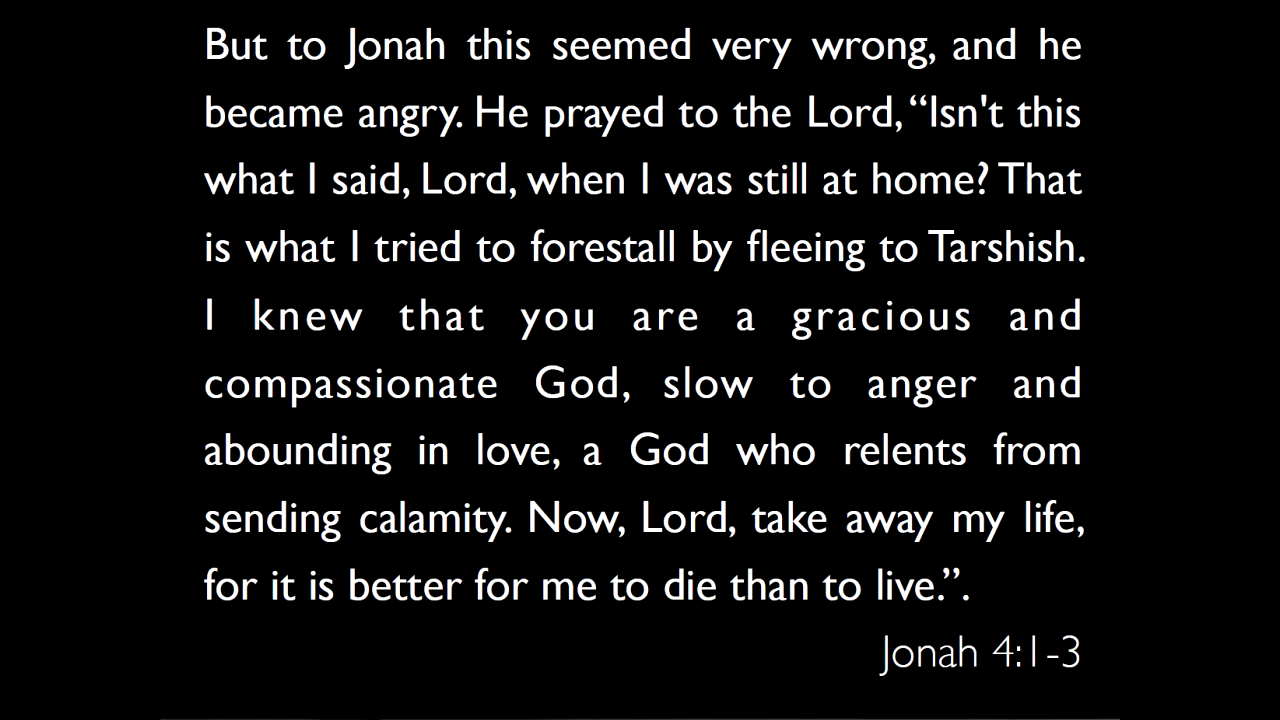 But to Jonah this seemed very wrong, and he
became angry. He prayed to the Lord, “Isn't this
what I said, Lord, when I was still at home? That
is what I tried to forestall by fleeing to Tarshish.
I knew that you are a gracious and
compassionate God, slow to anger and
abounding in love, a God who relents from
sending calamity. Now, Lord, take away my life,
for it is better for me to die than to live.”.
Jonah 4:1-3